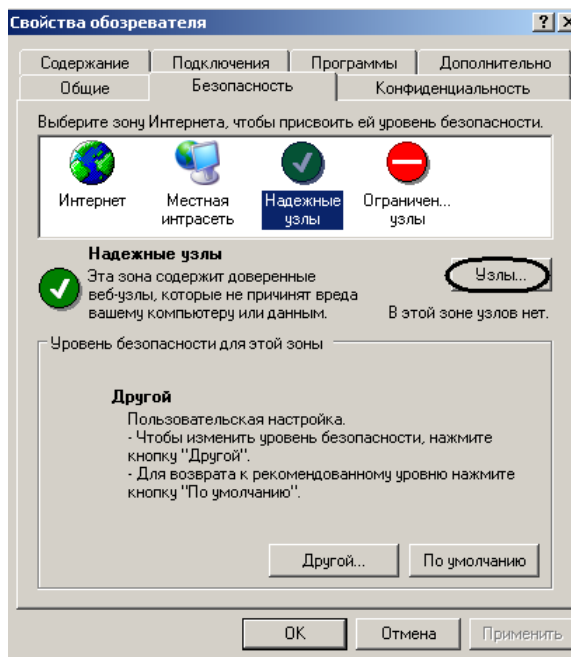 Свойства обозревателя
Содержание Подключения Программы Дополнительно
Общие Безопасность Конфиденциальность
Выберите зону Интернета, чтобы присвоить ей уровень безопасности.
Интернет Местная интрасеть Надежные узлы Ограничен... узлы
Надежные узлы
Эта зона содержит доверенные
веб-узлы, которые не причинят вреда
вашему компьютеру или данным.
Узлы...
В этой зоне узлов нет.
Уровень безопасности для этой зоны
Другой
Пользовательская настройка.
- Чтобы изменить уровень безопасности, нажмите
кнопку "Другой".
- Для возврата к рекомендованному уровню нажмите
кнопку "По умолчанию".
Другой... По умолчанию
OK Отмена Применить